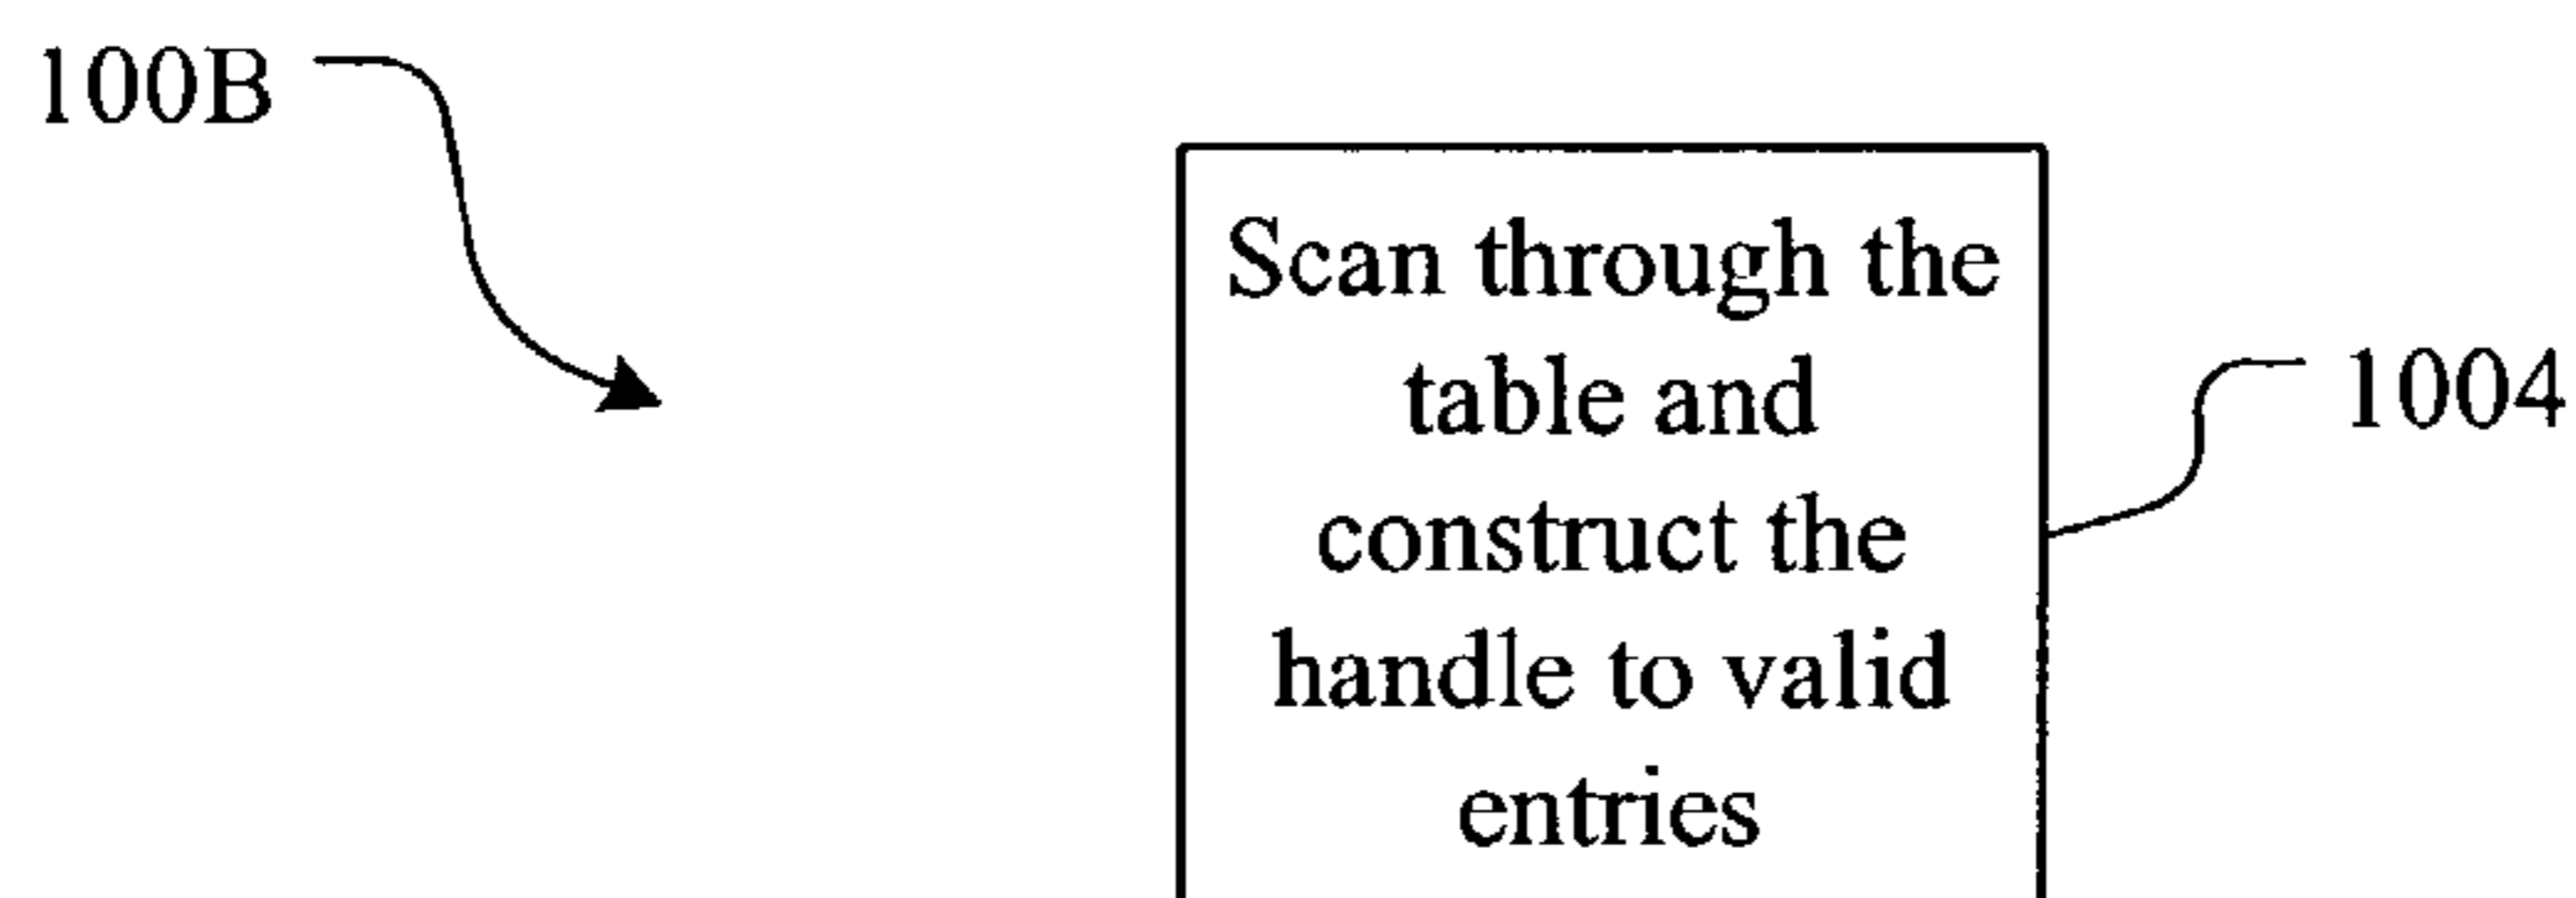 100B
Scan through the
table and
construct the
handle to valid
entries
1004